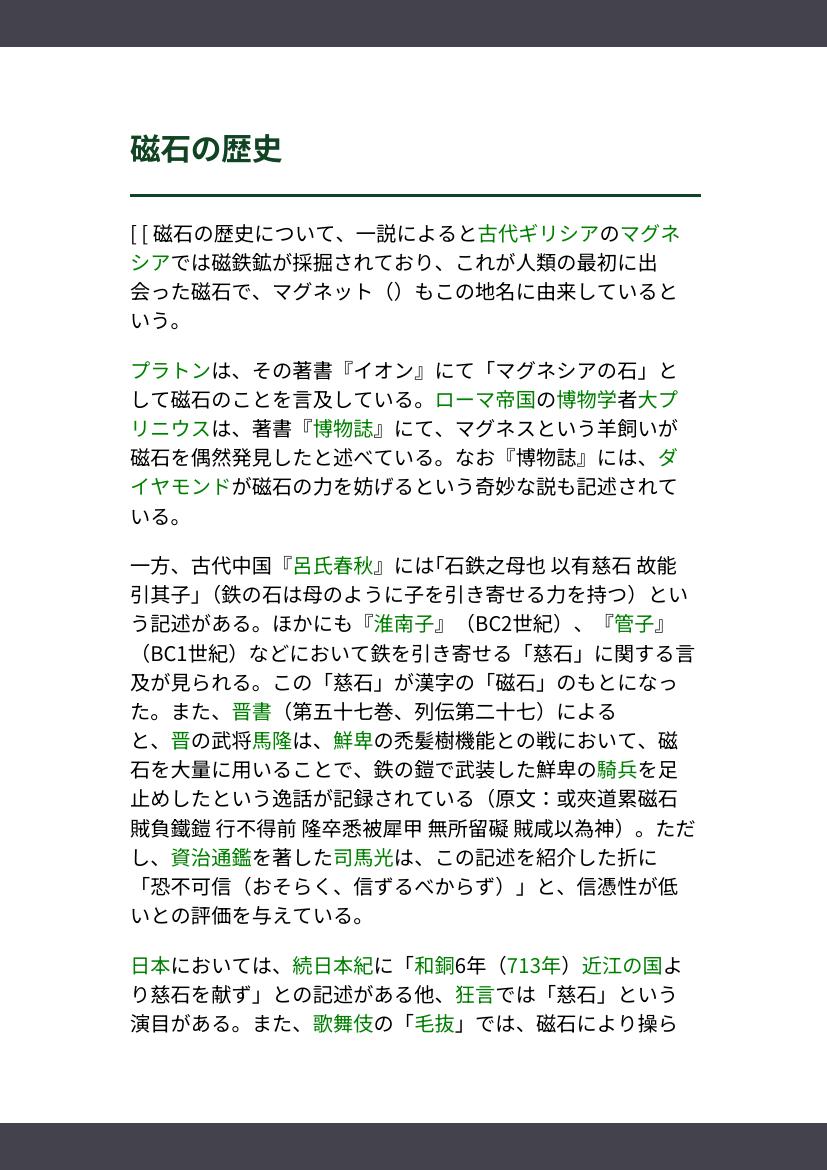 磁石の歴史
[ [ 磁石の歴史について、一説によると古代ギリシアのマグネ
シアでは磁鉄鉱が採掘されており、これが人類の最初に出
会った磁石で、マグネット（）もこの地名に由来していると
いう。
プラトンは、その著書『イオン』にて「マグネシアの石」と
して磁石のことを言及している。ローマ帝国の博物学者大プ
リニウスは、著書『博物誌』にて、マグネスという羊飼いが
磁石を偶然発見したと述べている。なお『博物誌』には、ダ
イヤモンドが磁石の力を妨げるという奇妙な説も記述されて
いる。
一方、古代中国『呂氏春秋』には「石鉄之母也 以有慈石 故能
引其子」（鉄の石は母のように子を引き寄せる力を持つ）とい
う記述がある。ほかにも『淮南子』（BC2世紀）、『管子』
（BC1世紀）などにおいて鉄を引き寄せる「慈石」に関する言
及が見られる。この「慈石」が漢字の「磁石」のもとになっ
た。また、晋書（第五十七巻、列伝第二十七）による
と、晋の武将馬隆は、鮮卑の禿髪樹機能との戦において、磁
石を大量に用いることで、鉄の鎧で武装した鮮卑の騎兵を足
止めしたという逸話が記録されている（原文：或夾道累磁石
賊負鐵鎧 行不得前 隆卒悉被犀甲 無所留礙 賊咸以為神）。ただ
し、資治通鑑を著した司馬光は、この記述を紹介した折に
「恐不可信（おそらく、信ずるべからず）」と、信憑性が低
いとの評価を与えている。
日本においては、続日本紀に「和銅6年（713年）近江の国よ
り慈石を献ず」との記述がある他、狂言では「慈石」という
演目がある。また、歌舞伎の「毛抜」では、磁石により操ら